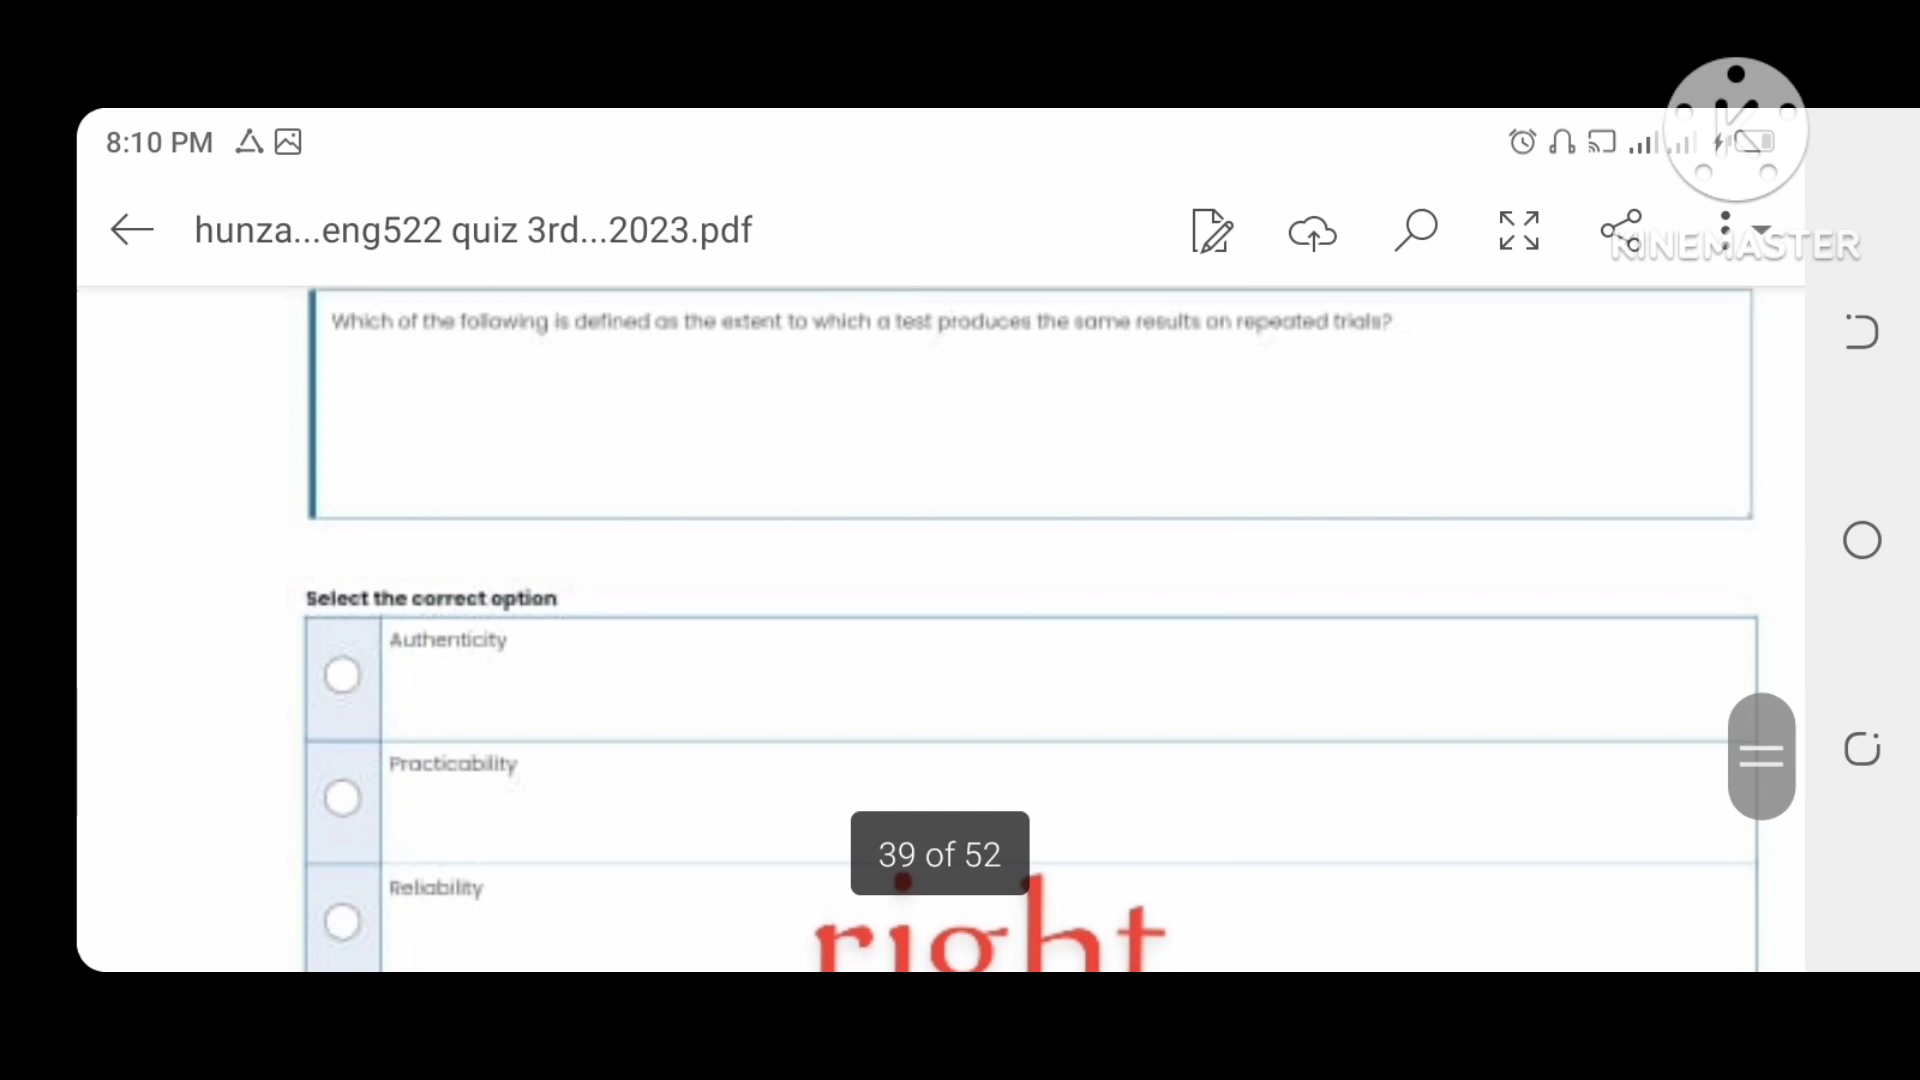 8:10 PM
KINEMASTER
hunza...eng522 quiz 3rd...2023.pdf
Which of the following is defined as the extent to which a test produces the same results on repeated trials?
Select the correct option
Authenticity
Practicability
39 of 52
Reliability
right